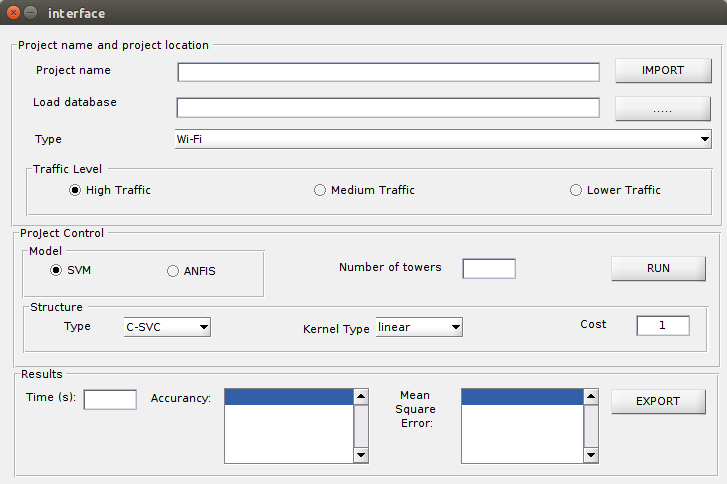 interface
Project name and project location
Project name
IMPORT
Load database
.....
Type
Wi-Fi
Traffic Level
High Traffic
Medium Traffic
Lower Traffic
Project Control
Model
SVM
ANFIS
Number of towers
RUN
Structure
Type
C-SVC
Kernel Type
linear
Cost
1
Results
Time (s):
Accurancy:
Mean
Square
Error:
EXPORT